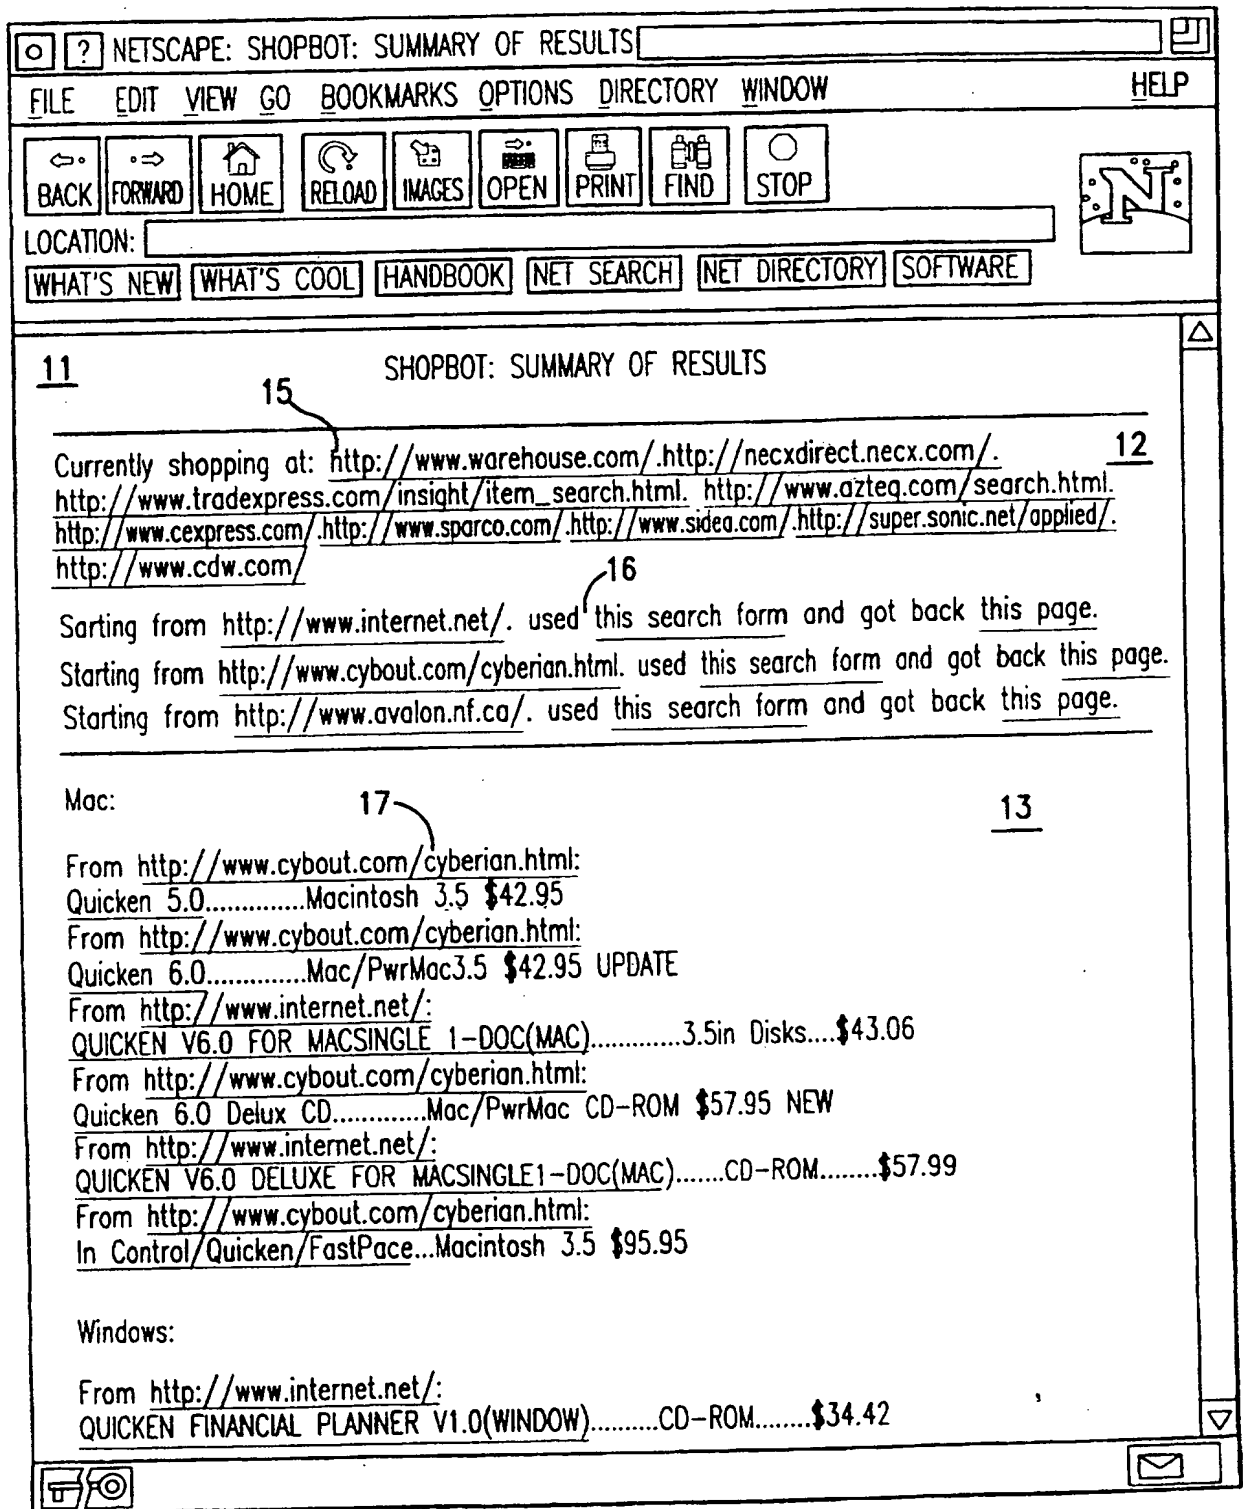 ? NETSCAPE: SHOPBOT: SUMMARY OF RESULTS
FILE EDIT VIEW GO BOOKMARKS OPTIONS DIRECTORY WINDOW HELP
BACK FORWARD HOME RELOAD IMAGES OPEN PRINT FIND STOP
N
LOCATION:
WHAT'S NEW WHAT'S COOL HANDBOOK NET SEARCH NET DIRECTORY SOFTWARE
11 SHOPBOT: SUMMARY OF RESULTS
15
Currently shopping at: http://www.warehouse.com/.http://necxdirect.necx.com/. 12
http://www.tradexpress.com/insight/item_search.html. http://www.azteq.com/search.html.
http://www.cexpress.com/.http://www.sparco.com/.http://www.sidea.com/.http://super.sonic.net/applied/.
http://www.cdw.com/
16
Sarting from http://www.internet.net/. used this search form and got back this page.
Starting from http://www.cybout.com/cyberian.html. used this search form and got back this page.
Starting from http://www.avalon.nf.ca/. used this search form and got back this page.
Mac: 17 13
From http://www.cybout.com/cyberian.html:
Quicken 5.0.............Macintosh 3.5 $42.95
From http://www.cybout.com/cyberian.html:
Quicken 6.0.............Mac/PwrMac3.5 $42.95 UPDATE
From http://www.internet.net/:
QUICKEN V6.0 FOR MACSINGLE 1-DOC(MAC).............3.5in Disks....$43.06
From http://www.cybout.com/cyberian.html:
Quicken 6.0 Delux CD.............Mac/PwrMac CD-ROM $57.95 NEW
From http://www.internet.net/:
QUICKEN V6.0 DELUXE FOR MACSINGLE1-DOC(MAC).......CD-ROM........$57.99
From http://www.cybout.com/cyberian.html:
In Control/Quicken/FastPace...Macintosh 3.5 $95.95
Windows:
From http://www.internet.net/:
QUICKEN FINANCIAL PLANNER V1.0(WINDOW)..........CD-ROM........$34.42